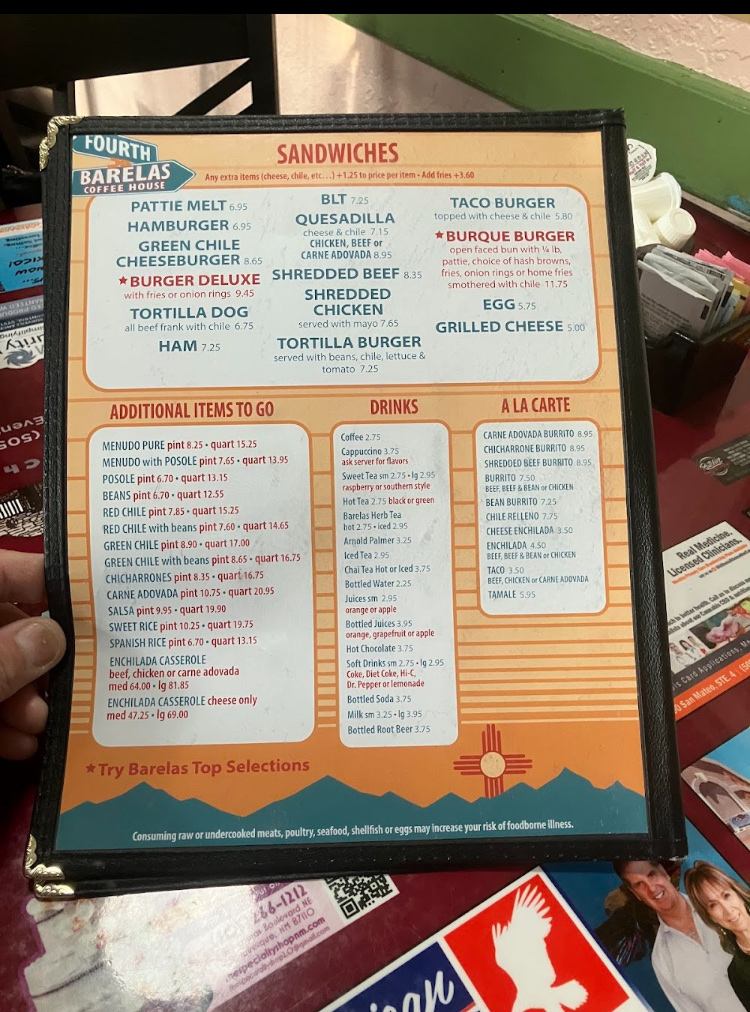 FOURTH
BARELAS
COFFEE HOUSE
SANDWICHES
Any extra items (cheese, chile, etc...) +1.25 to price per item • Add fries +3.60
PATTIE MELT 6.95
HAMBURGER 6.95
GREEN CHILE
CHEESEBURGER 8.65
★BURGER DELUXE
with fries or onion rings 9.45
TORTILLA DOG
all beef frank with chile 6.75
HAM 7.25
BLT 7.25
QUESADILLA
cheese & chile 7.15
CHICKEN, BEEF or
CARNE ADOVADA 8.95
SHREDDED BEEF 8.35
SHREDDED
CHICKEN
served with mayo 7.65
TORTILLA BURGER
served with beans, chile, lettuce &
tomato 7.25
TACO BURGER
topped with cheese & chile 5.80
★BURQUE BURGER
open faced bun with ¼ lb,
pattie, choice of hash browns,
fries, onion rings or home fries
smothered with chile 11.75
EGG 5.75
GRILLED CHEESE 5.00
ADDITIONAL ITEMS TO GO
MENUDO PURE pint 8.25 • quart 15.25
MENUDO with POSOLE pint 7.65 • quart 13.95
POSOLE pint 6.70 • quart 13.15
BEANS pint 6.70 • quart 12.55
RED CHILE pint 7.85 • quart 15.25
RED CHILE with beans pint 7.60 • quart 14.65
GREEN CHILE pint 8.90 • quart 17.00
GREEN CHILE with beans pint 8.65 • quart 16.75
CHICHARRONES pint 8.35 • quart 16.75
CARNE ADOVADA pint 10.75 • quart 20.95
SALSA pint 9.95 • quart 19.90
SWEET RICE pint 10.25 • quart 19.75
SPANISH RICE pint 6.70 • quart 13.15
ENCHILADA CASSEROLE
beef, chicken or carne adovada
med 64.00 • lg 81.85
ENCHILADA CASSEROLE cheese only
med 47.25 • lg 69.00
DRINKS
Coffee 2.75
Cappuccino 3.75
ask server for flavors
Sweet Tea sm 2.75 • lg 2.95
raspberry or southern style
Hot Tea 2.75 black or green
Barelas Herb Tea
hot 2.75 • iced 2.95
Arnold Palmer 3.25
Iced Tea 2.95
Chai Tea Hot or Iced 3.75
Bottled Water 2.25
Juices sm 2.95
orange or apple
Bottled Juices 3.95
orange, grapefruit or apple
Hot Chocolate 3.75
Soft Drinks sm 2.75 • lg 2.95
Coke, Diet Coke, Hi-C,
Dr. Pepper or lemonade
Bottled Soda 3.75
Milk sm 3.25 • lg 3.95
Bottled Root Beer 3.75
A LA CARTE
CARNE ADOVADA BURRITO 8.95
CHICHARRONE BURRITO 8.95
SHREDDED BEEF BURRITO 8.95
BURRITO 7.50
BEEF, BEEF & BEAN or CHICKEN
BEAN BURRITO 7.25
CHILE RELLENO 7.75
CHEESE ENCHILADA 3.50
ENCHILADA 4.50
BEEF, BEEF & BEAN or CHICKEN
TACO 3.50
BEEF, CHICKEN or CARNE ADOVADA
TAMALE 5.95
★Try Barelas Top Selections
Consuming raw or undercooked meats, poultry, seafood, shellfish or eggs may increase your risk of foodborne illness.
Real Medicine.
Licensed Clinicians.
San Mateo, STE. 4
266-1212
Boulevard NE
NM 87110